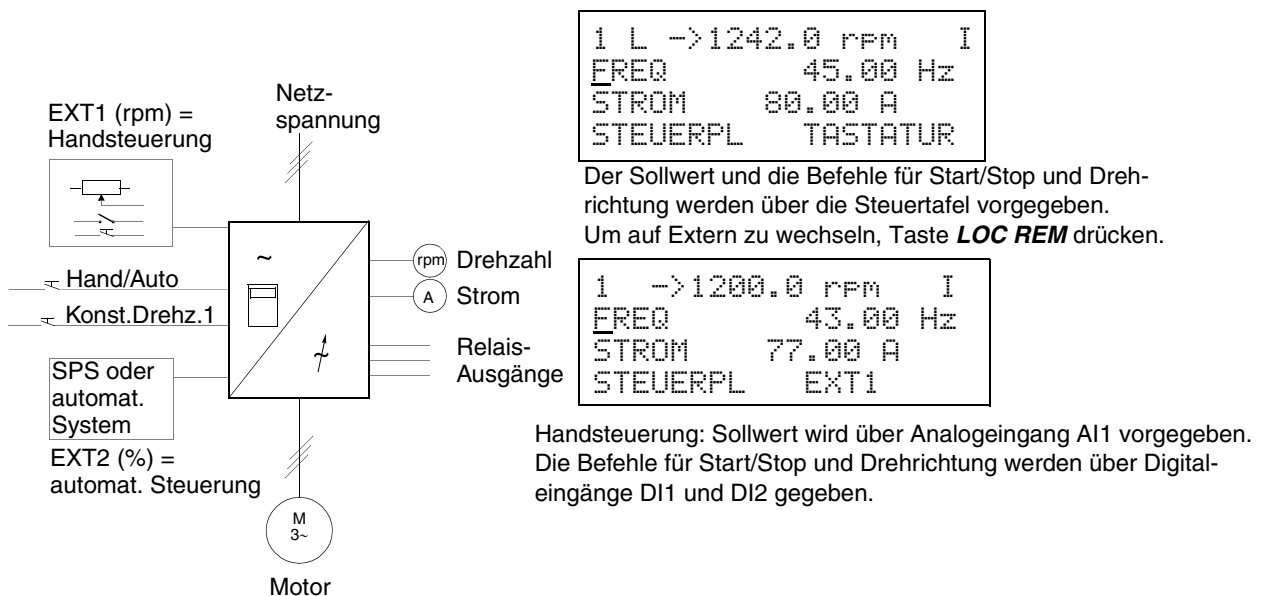 EXT1 (rpm) =
Handsteuerung
Netz-
spannung
Hand/Auto
Konst.Drehz.1
SPS oder
automat.
System
EXT2 (%) =
automat. Steuerung
~
~
rpm
Drehzahl
A
Strom
Relais-
Ausgänge
M
3~
Motor
1 L ->1242.0 rpm I
FREQ 45.00 Hz
STROM 80.00 A
STEUERPL TASTATUR
Der Sollwert und die Befehle für Start/Stop und Dreh-
richtung werden über die Steuertafel vorgegeben.
Um auf Extern zu wechseln, Taste LOC REM drücken.
1 ->1200.0 rpm I
FREQ 43.00 Hz
STROM 77.00 A
STEUERPL EXT1
Handsteuerung: Sollwert wird über Analogeingang AI1 vorgegeben.
Die Befehle für Start/Stop und Drehrichtung werden über Digital-
eingänge DI1 und DI2 gegeben.